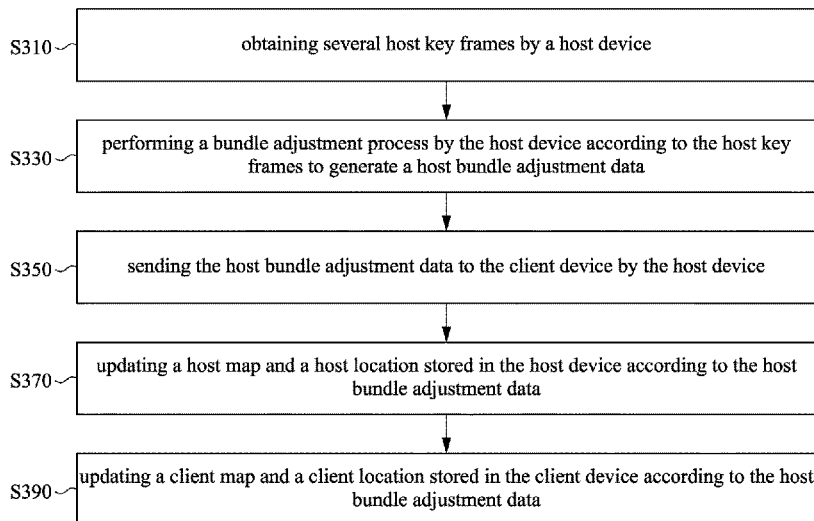 S310
obtaining several host key frames by a host device
S330
performing a bundle adjustment process by the host device according to the host key
frames to generate a host bundle adjustment data
S350
sending the host bundle adjustment data to the client device by the host device
S370
updating a host map and a host location stored in the host device according to the host
bundle adjustment data
S390
updating a client map and a client location stored in the client device according to the host
bundle adjustment data